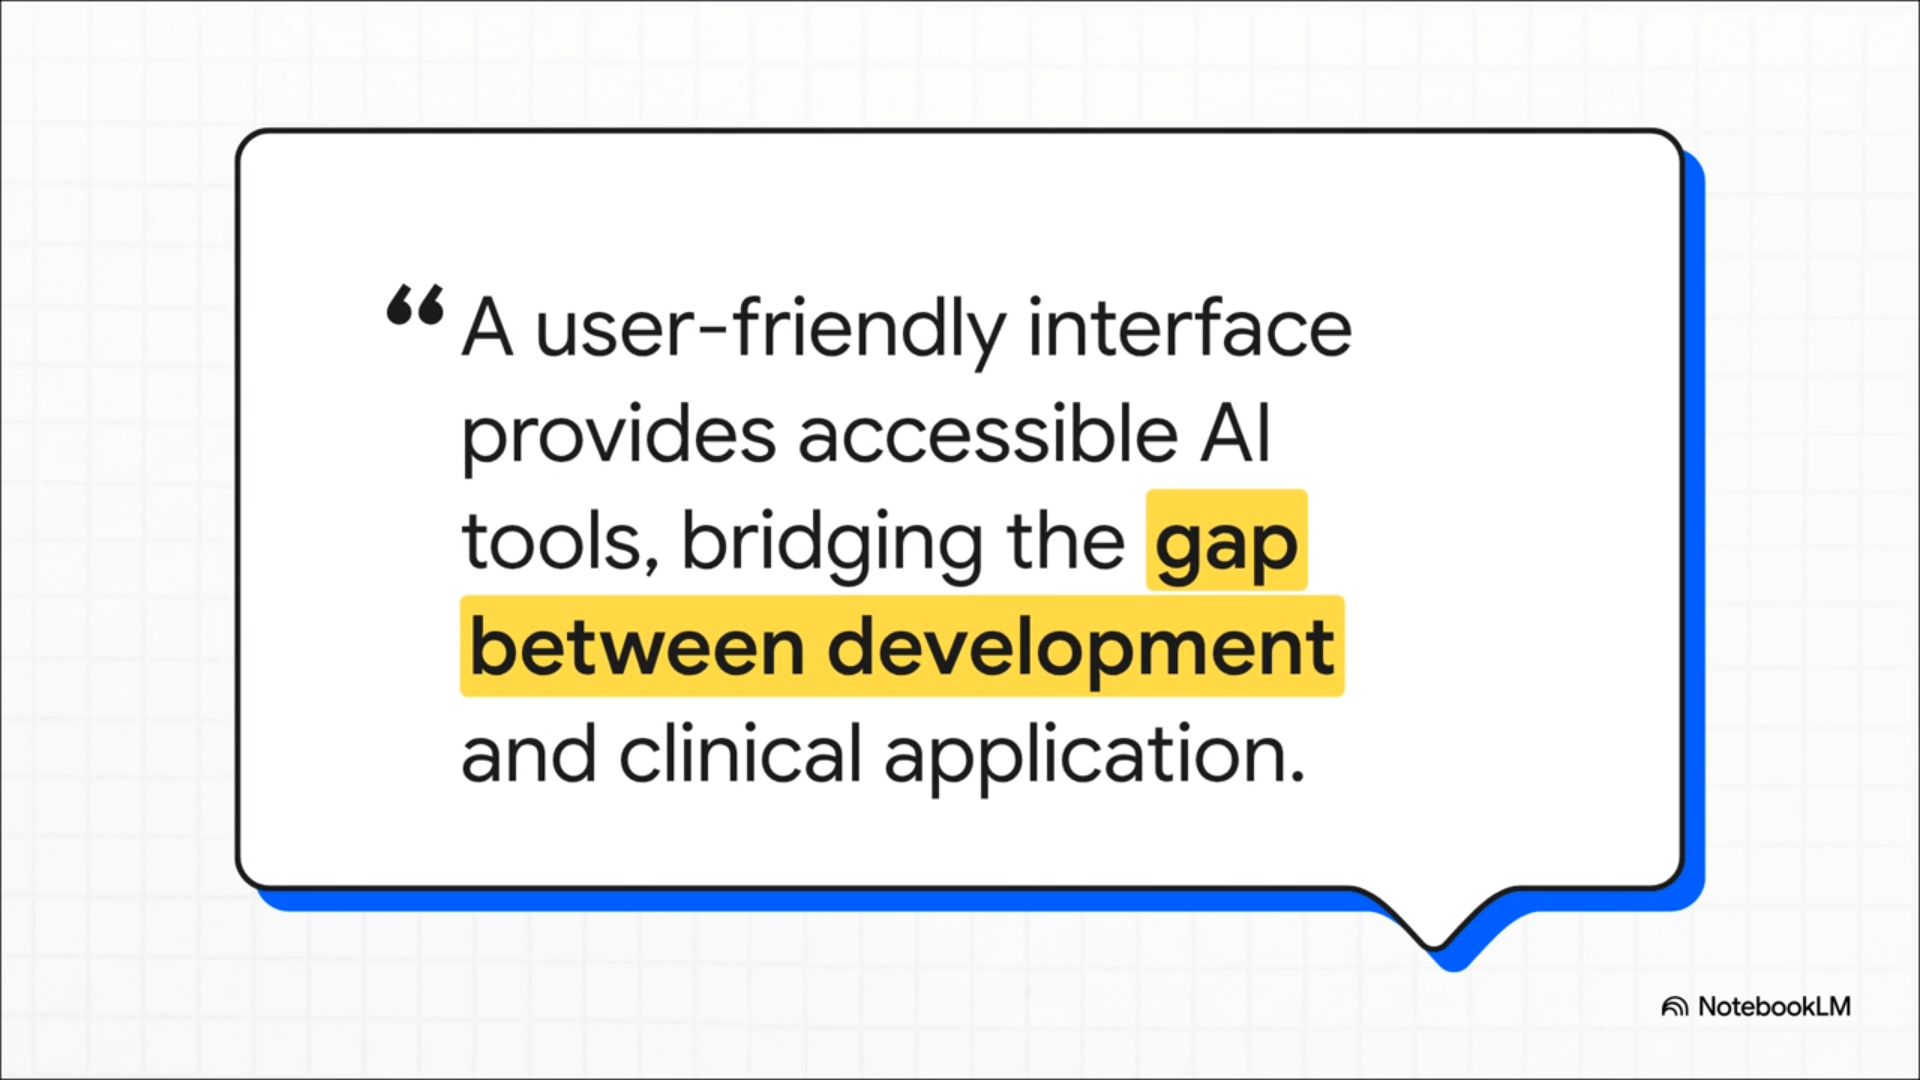 “A user-friendly interface
provides accessible AI
tools, bridging the gap
between development
and clinical application.
NotebookLM